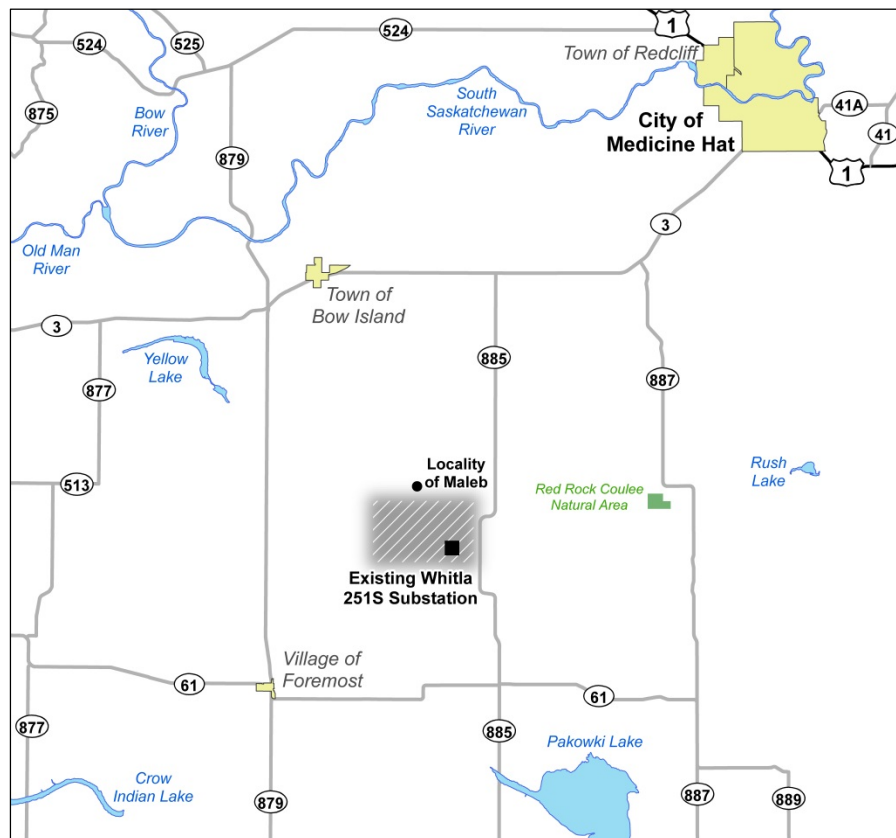 524
525
524
1
Town of Redcliff
875
Bow
River
South
Saskatchewan
River
41A
41
879
City of
Medicine Hat
1
3
Old Man
River
Town of
Bow Island
3
Yellow
Lake
885
877
887
Locality
of Maleb
Rush
Lake
513
Red Rock Coulee
Natural Area
Existing Whitla
251S Substation
Village of
Foremost
61
61
877
885
Pakowki Lake
Crow
Indian Lake
879
887
889